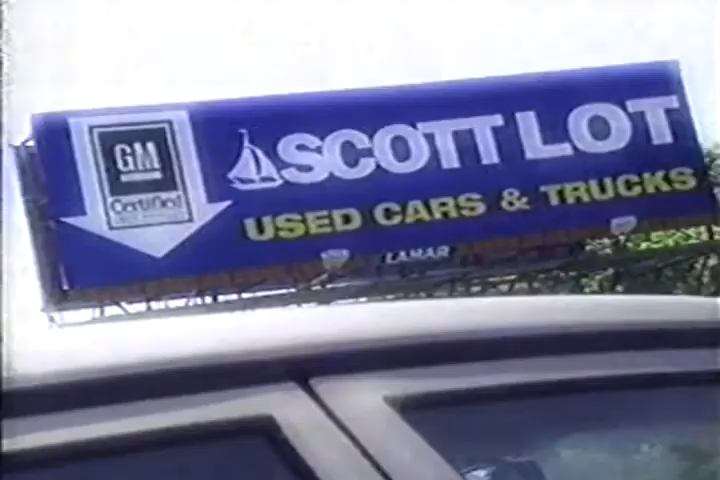 GM
Certified
SCOTT LOT
USED CARS & TRUCKS
LAMAR